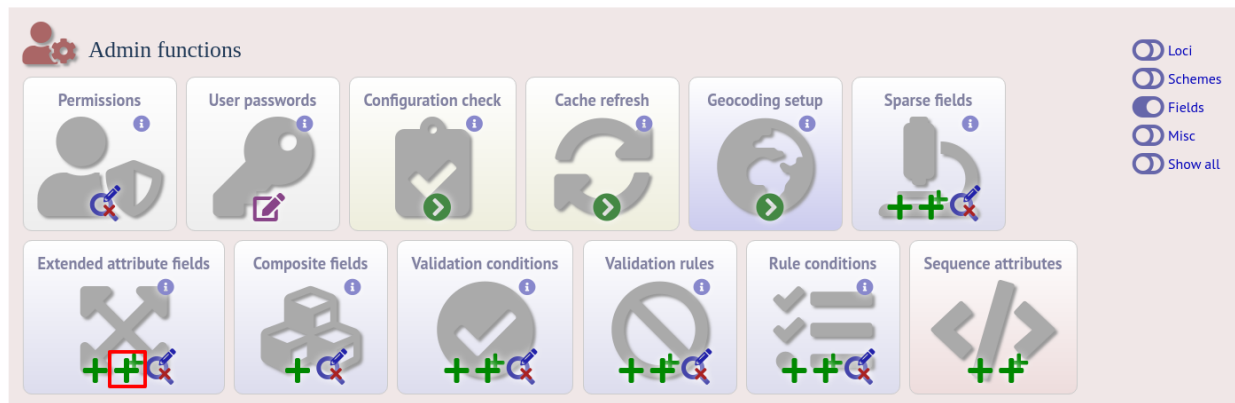 Admin functions
Loci
Schemes
Fields
Misc
Show all
Permissions
User passwords
Configuration check
Cache refresh
Geocoding setup
Sparse fields
Extended attribute fields
Composite fields
Validation conditions
Validation rules
Rule conditions
Sequence attributes